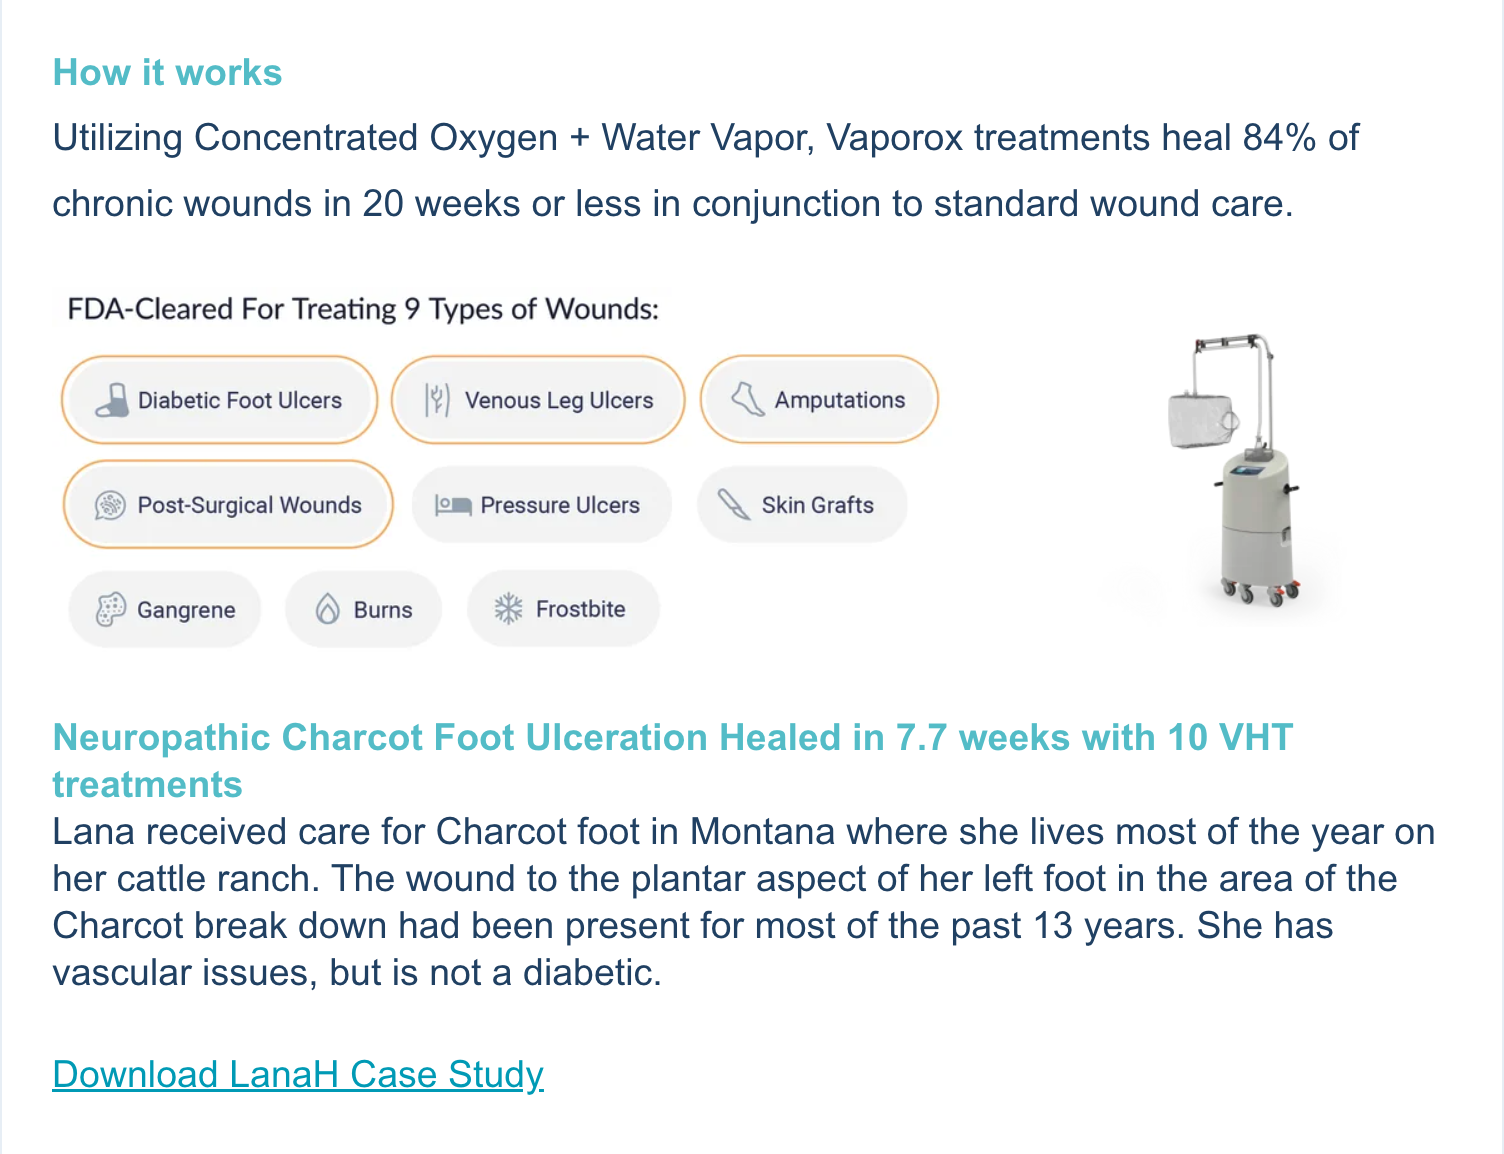 How it works
Utilizing Concentrated Oxygen + Water Vapor, Vaporox treatments heal 84% of
chronic wounds in 20 weeks or less in conjunction to standard wound care.
FDA-Cleared For Treating 9 Types of Wounds:
Diabetic Foot Ulcers
Venous Leg Ulcers
Amputations
Post-Surgical Wounds
Pressure Ulcers
Skin Grafts
Gangrene
Burns
Frostbite
Neuropathic Charcot Foot Ulceration Healed in 7.7 weeks with 10 VHT
treatments
Lana received care for Charcot foot in Montana where she lives most of the year on
her cattle ranch. The wound to the plantar aspect of her left foot in the area of the
Charcot break down had been present for most of the past 13 years. She has
vascular issues, but is not a diabetic.
Download LanaH Case Study